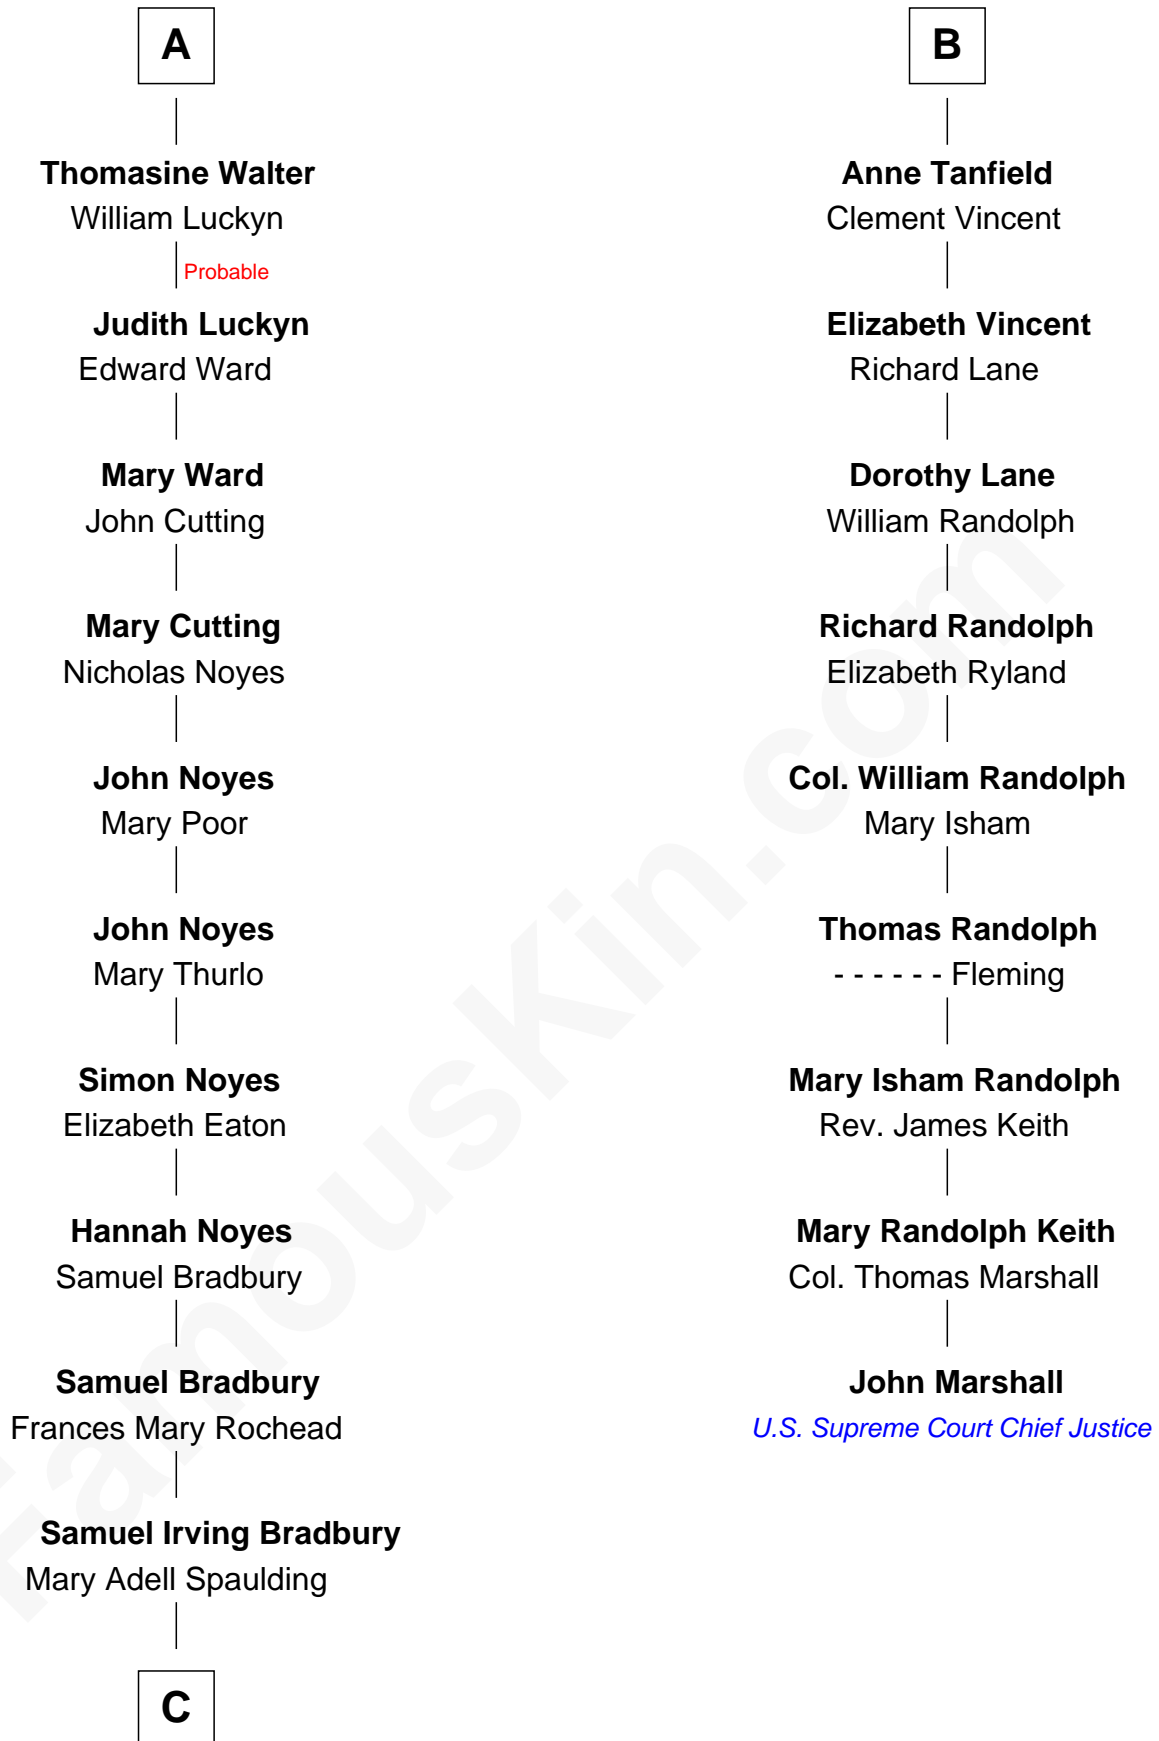 A
Thomasine Walter
William Luckyn
Probable
Judith Luckyn
Edward Ward
Mary Ward
John Cutting
Mary Cutting
Nicholas Noyes
John Noyes
Mary Poor
John Noyes
Mary Thurlo
Simon Noyes
Elizabeth Eaton
Hannah Noyes
Samuel Bradbury
Samuel Bradbury
Frances Mary Rochead
Samuel Irving Bradbury
Mary Adell Spaulding
C
B
Anne Tanfield
Clement Vincent
Elizabeth Vincent
Richard Lane
Dorothy Lane
William Randolph
Richard Randolph
Elizabeth Ryland
Col. William Randolph
Mary Isham
Thomas Randolph
- - - - - - Fleming
Mary Isham Randolph
Rev. James Keith
Mary Randolph Keith
Col. Thomas Marshall
John Marshall
U.S. Supreme Court Chief Justice
FamousKin.com